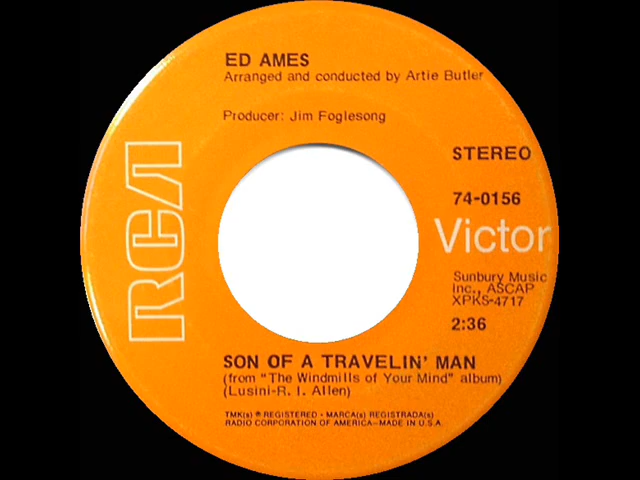 ED AMES
Arranged and conducted by Artie Butler
Producer: Jim Foglesong
STEREO
74-0156
RCA
Victor
Sunbury Music
Inc., ASCAP
XPKS-4717
2:36
SON OF A TRAVELIN' MAN
(from "The Windmills of Your Mind" album)
(Lusini-R. I. Allen)
TMK(s) ® REGISTERED • MARCA(s) REGISTRADA(s)
RADIO CORPORATION OF AMERICA—MADE IN U.S.A.